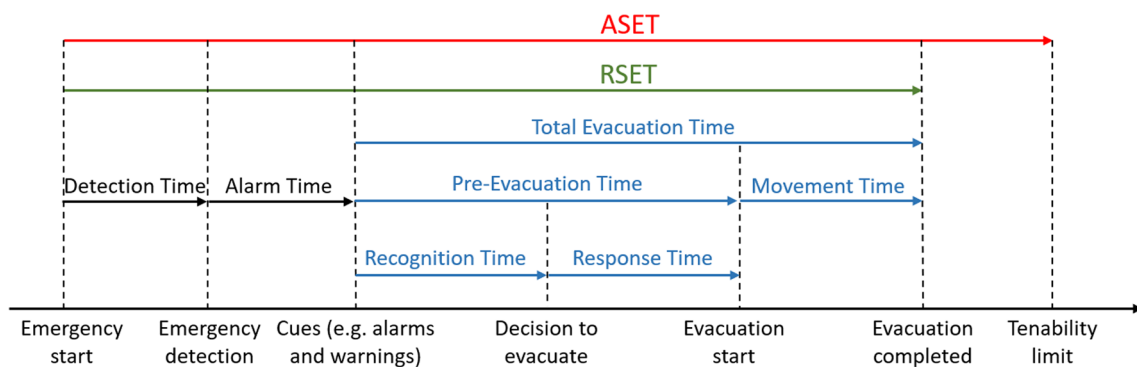 ASET
RSET
Total Evacuation Time
Detection Time
Alarm Time
Pre-Evacuation Time
Movement Time
Recognition Time
Response Time
Emergency
start
Emergency
detection
Cues (e.g. alarms
and warnings)
Decision to
evacuate
Evacuation
start
Evacuation
completed
Tenability
limit